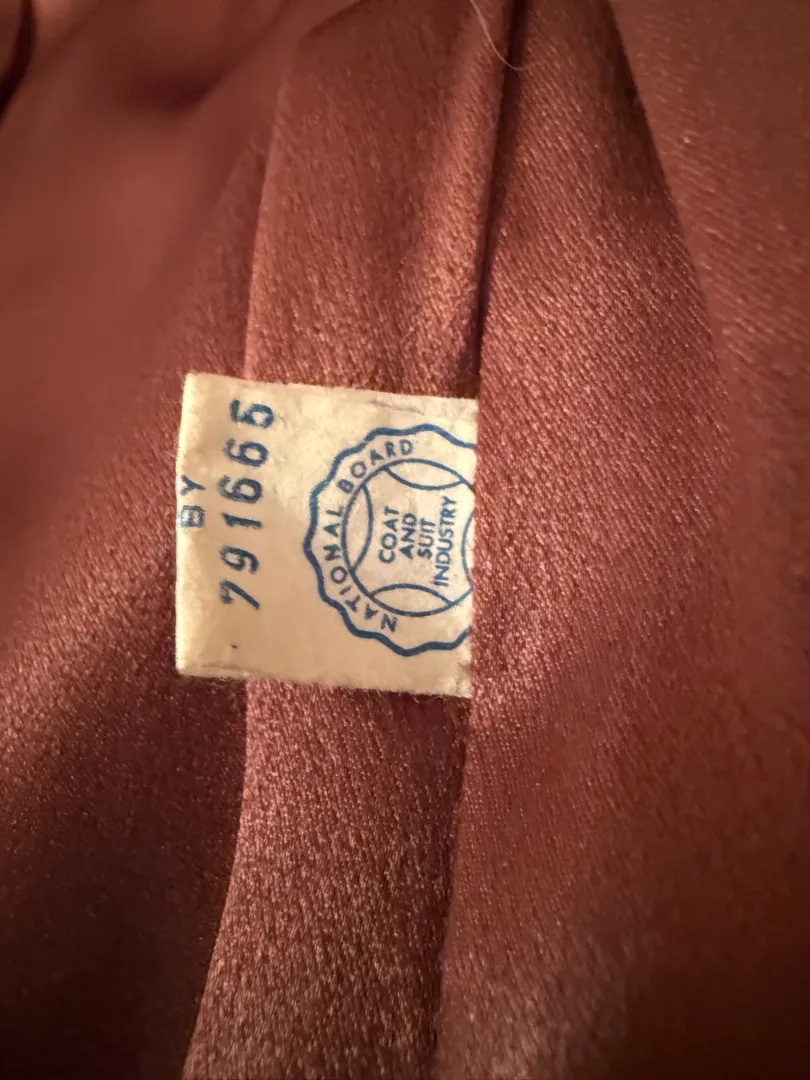 NATIONAL BOARD
COAT
AND
SUIT
INDUSTRY
791665
BY